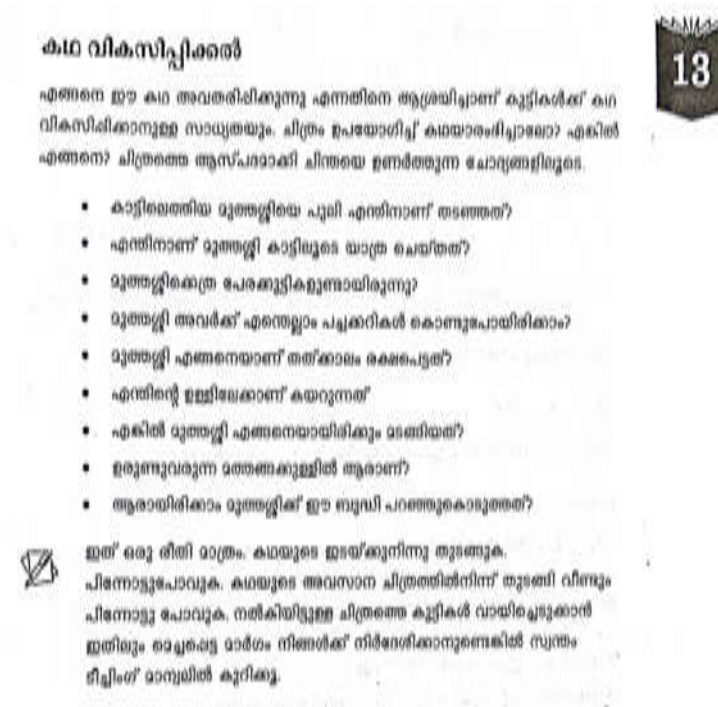 കഥ വികസിപ്പിക്കൽ
13
എങ്ങനെ ഈ കഥ അവതരിപ്പിക്കുന്നു എന്നതിനെ ആശ്രയിച്ചാണ് കുട്ടികൾക്ക് കഥ
വികസിപ്പിക്കാനുള്ള സാധ്യതയും. ചിത്രം ഉപയോഗിച്ച് കഥയാരംഭിച്ചാലോ? എങ്കിൽ
എങ്ങനെ? ചിത്രത്തെ ആസ്പദമാക്കി ചിന്തയെ ഉണർത്തുന്ന ചോദ്യങ്ങളിലൂടെ.
• കാട്ടിലെത്തിയ മുത്തശ്ശിയെ പുലി എന്തിനാണ് തടഞ്ഞത്?
• എന്തിനാണ് മുത്തശ്ശി കാട്ടിലൂടെ യാത്ര ചെയ്തത്?
• മുത്തശ്ശിക്കെത്ര പേരക്കുട്ടികളുണ്ടായിരുന്നു?
• മുത്തശ്ശി അവർക്ക് എന്തെല്ലാം പച്ചക്കറികൾ കൊണ്ടുപോയിരിക്കാം?
• മുത്തശ്ശി എങ്ങനെയാണ് തത്ക്കാലം രക്ഷപെട്ടത്?
• എന്തിന്റെ ഉള്ളിലേക്കാണ് കയറുന്നത്
• എങ്കിൽ മുത്തശ്ശി എങ്ങനെയായിരിക്കും മടങ്ങിയത്?
• ഉരുണ്ടുവരുന്ന മത്തങ്ങക്കുള്ളിൽ ആരാണ്?
• ആരായിരിക്കാം മുത്തശ്ശിക്ക് ഈ ബുദ്ധി പറഞ്ഞുകൊടുത്തത്?
ഇത് ഒരു രീതി മാത്രം. കഥയുടെ ഇടയ്ക്കുനിന്നു തുടങ്ങുക.
പിന്നോട്ടുപോവുക. കഥയുടെ അവസാന ചിത്രത്തിൽനിന്ന് തുടങ്ങി വീണ്ടും
പിന്നോട്ടു പോവുക. നൽകിയിട്ടുള്ള ചിത്രത്തെ കുട്ടികൾ വായിച്ചെടുക്കാൻ
ഇതിലും മെച്ചപ്പെട്ട മാർഗം നിങ്ങൾക്ക് നിർദേശിക്കാനുണ്ടെങ്കിൽ സ്വന്തം
ടീച്ചിംഗ് മാന്വലിൽ കുറിക്കൂ.